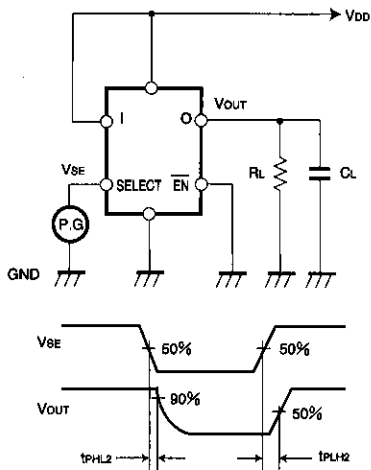 VDD
VOUT
I O
VSE
SELECT EN
P.G
RL CL
GND
VSE 50% 50%
VOUT 90% 50%
tPHL2 tPLH2